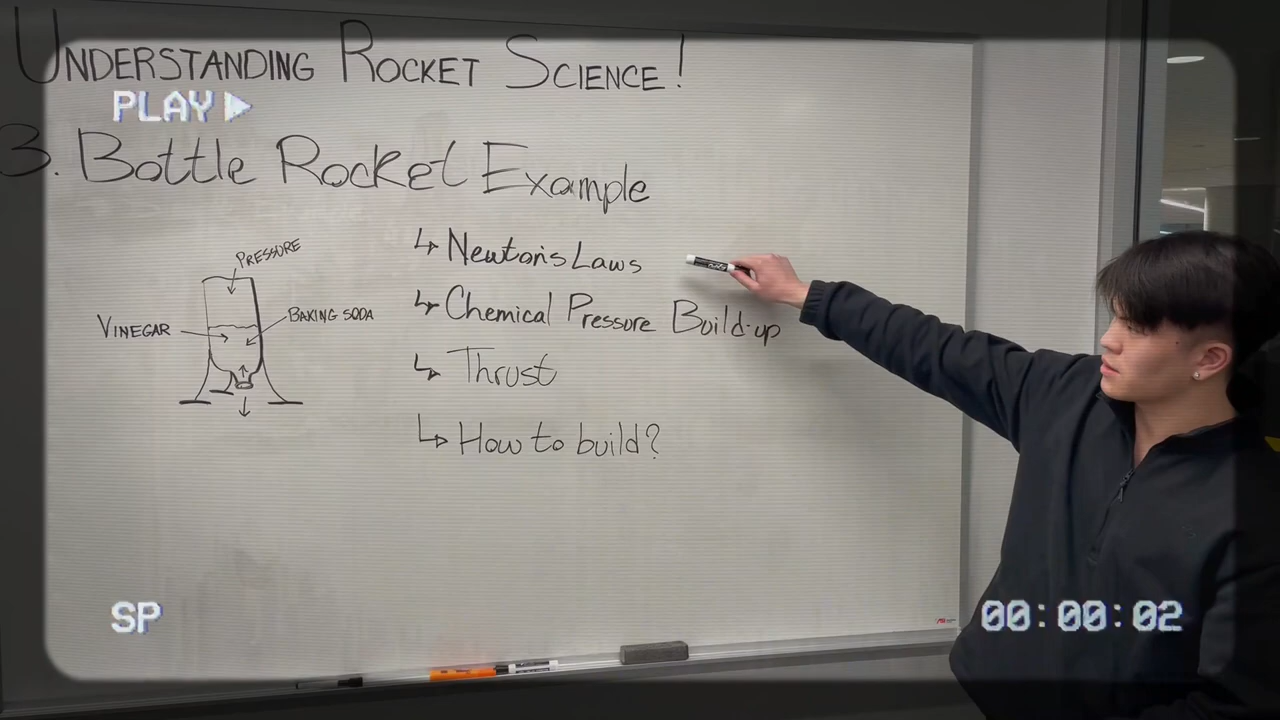 UNDERSTANDING ROCKET SCIENCE!
PLAY
3. Bottle Rocket Example
PRESSURE
VINEGAR
BAKING SODA
↳ Newton's Laws
↳ Chemical Pressure Build-up
↳ Thrust
↳ How to build?
SP
00:00:02